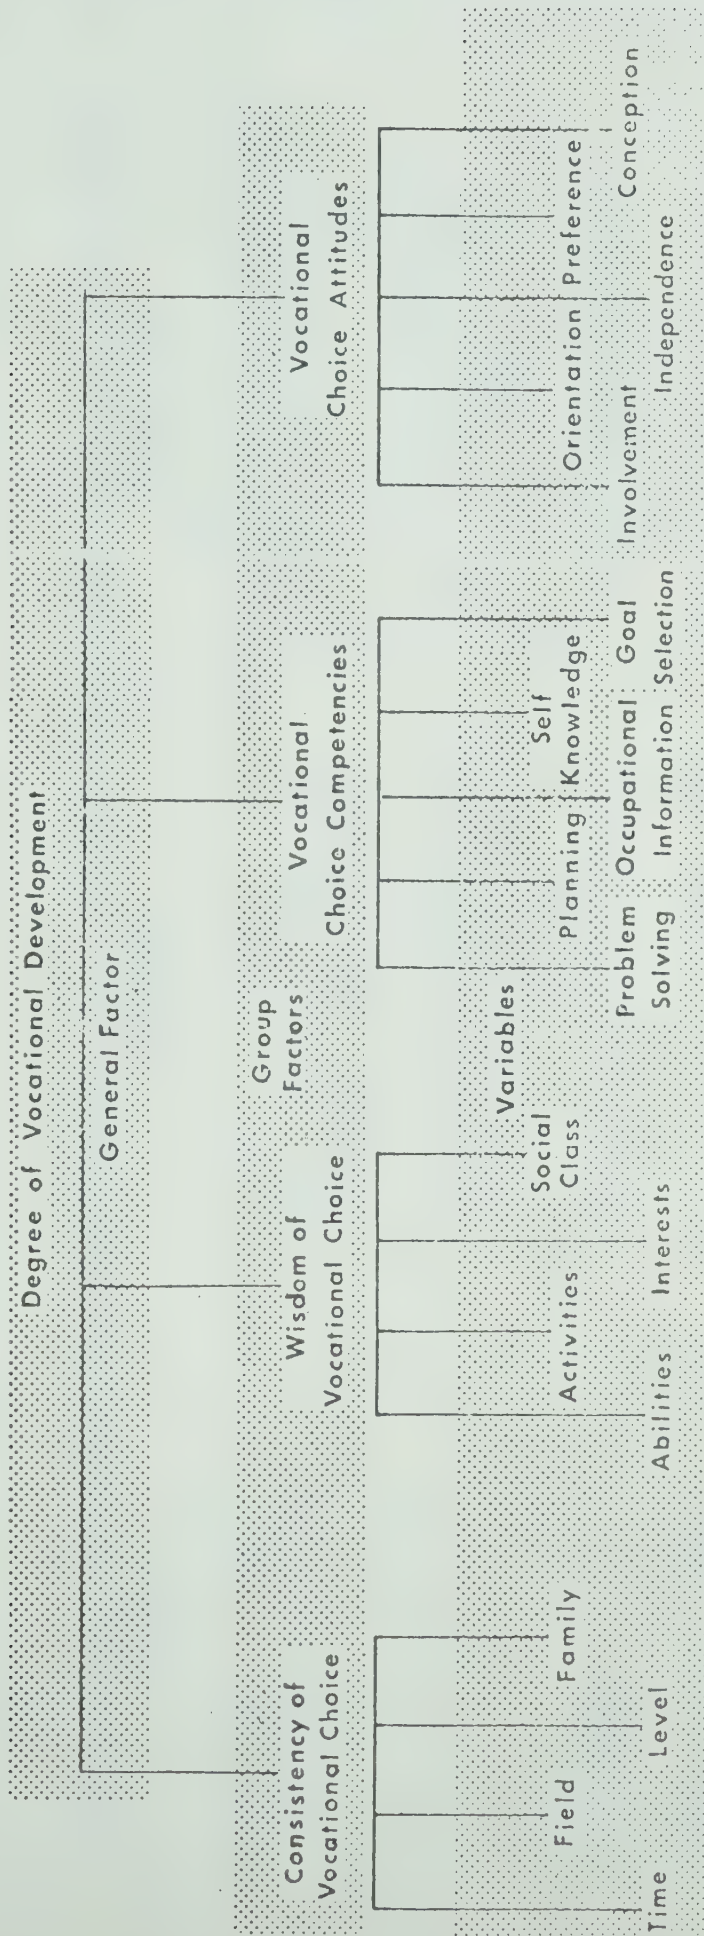 Degree of Vocational Development
General Factor
Group
Factors
Consistency of
Vocational Choice
Wisdom of
Vocational Choice
Vocational
Choice Competencies
Vocational
Choice Attitudes
Variables
Time
Field
Level
Family
Abilities
Activities
Interests
Social
Class
Problem
Solving
Planning
Occupational
Information
Self
Knowledge
Goal
Selection
Involvement
Orientation
Independence
Preference
Conception